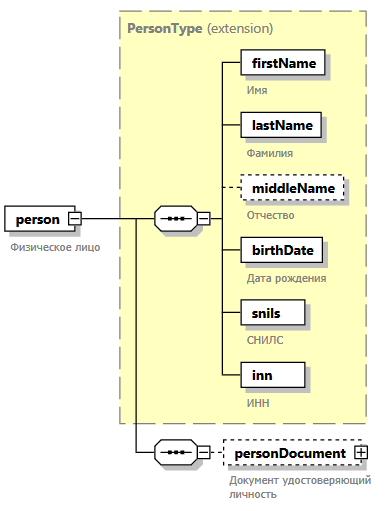 PersonType (extension)
firstName
Имя
lastName
Фамилия
middleName
Отчество
person
Физическое лицо
birthDate
Дата рождения
snils
СНИЛС
inn
ИНН
personDocument
Документ удостоверяющий
личность